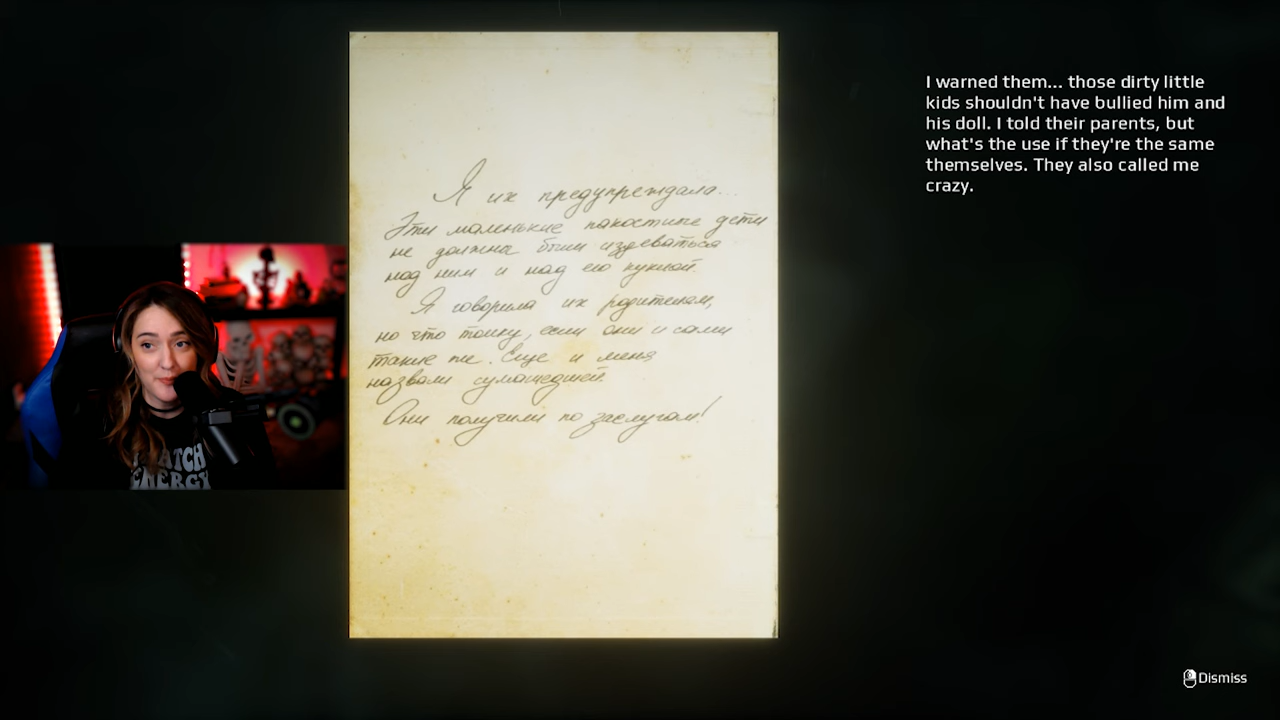 I warned them... those dirty little
kids shouldn't have bullied him and
his doll. I told their parents, but
what's the use if they're the same
themselves. They also called me
crazy.
Я их предупреждала...
Эти маленькие пакостные дети
не должны были издеваться
над ним и над его куклой.
Я говорила их родителям,
но что толку, если они и сами
такие же. Еще и меня
назвали сумашедшей.
Они получили по заслугам!
ENERGY
Dismiss